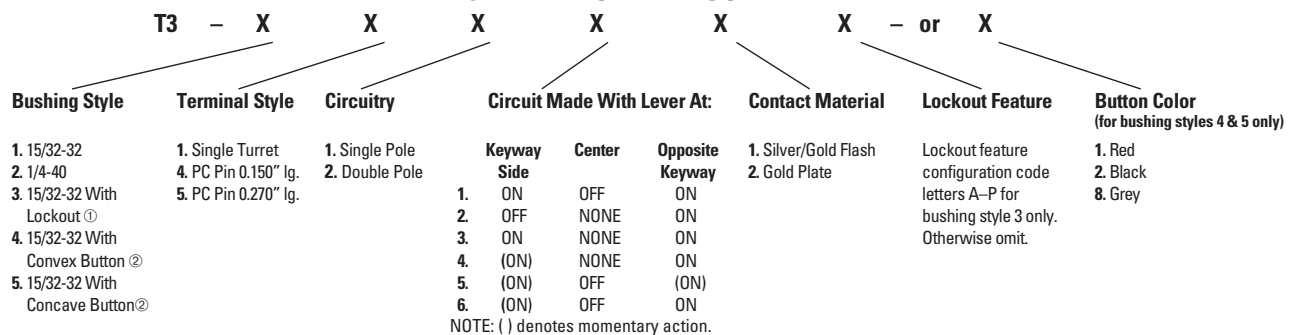 T3 – X X X X X X – or X
Bushing Style
1. 15/32-32
2. 1/4-40
3. 15/32-32 With
Lockout ①
4. 15/32-32 With
Convex Button ②
5. 15/32-32 With
Concave Button②
Terminal Style
1. Single Turret
4. PC Pin 0.150″ lg.
5. PC Pin 0.270″ lg.
Circuitry
1. Single Pole
2. Double Pole
Circuit Made With Lever At:
Keyway Center Opposite
Side Keyway
1. ON OFF ON
2. OFF NONE ON
3. ON NONE ON
4. (ON) NONE ON
5. (ON) OFF (ON)
6. (ON) OFF ON
NOTE: ( ) denotes momentary action.
Contact Material
1. Silver/Gold Flash
2. Gold Plate
Lockout Feature
Lockout feature
configuration code
letters A–P for
bushing style 3 only.
Otherwise omit.
Button Color
(for bushing styles 4 & 5 only)
1. Red
2. Black
8. Grey